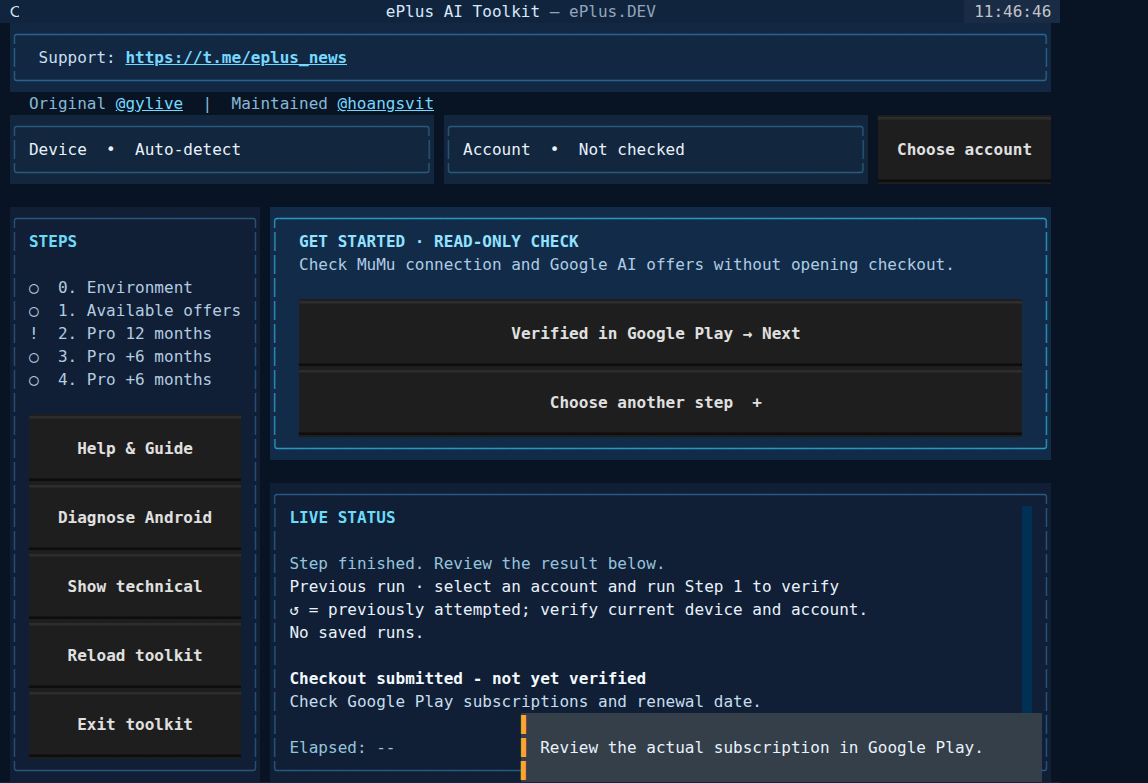 C
ePlus AI Toolkit — ePlus.DEV
11:46:46
Support: https://t.me/eplus_news
Original @gylive | Maintained @hoangsvit
Device • Auto-detect
Account • Not checked
Choose account
STEPS
○ 0. Environment
○ 1. Available offers
! 2. Pro 12 months
○ 3. Pro +6 months
○ 4. Pro +6 months
Help & Guide
Diagnose Android
Show technical
Reload toolkit
Exit toolkit
GET STARTED · READ-ONLY CHECK
Check MuMu connection and Google AI offers without opening checkout.
Verified in Google Play → Next
Choose another step +
LIVE STATUS
Step finished. Review the result below.
Previous run · select an account and run Step 1 to verify
↺ = previously attempted; verify current device and account.
No saved runs.
Checkout submitted - not yet verified
Check Google Play subscriptions and renewal date.
Elapsed: --
Review the actual subscription in Google Play.